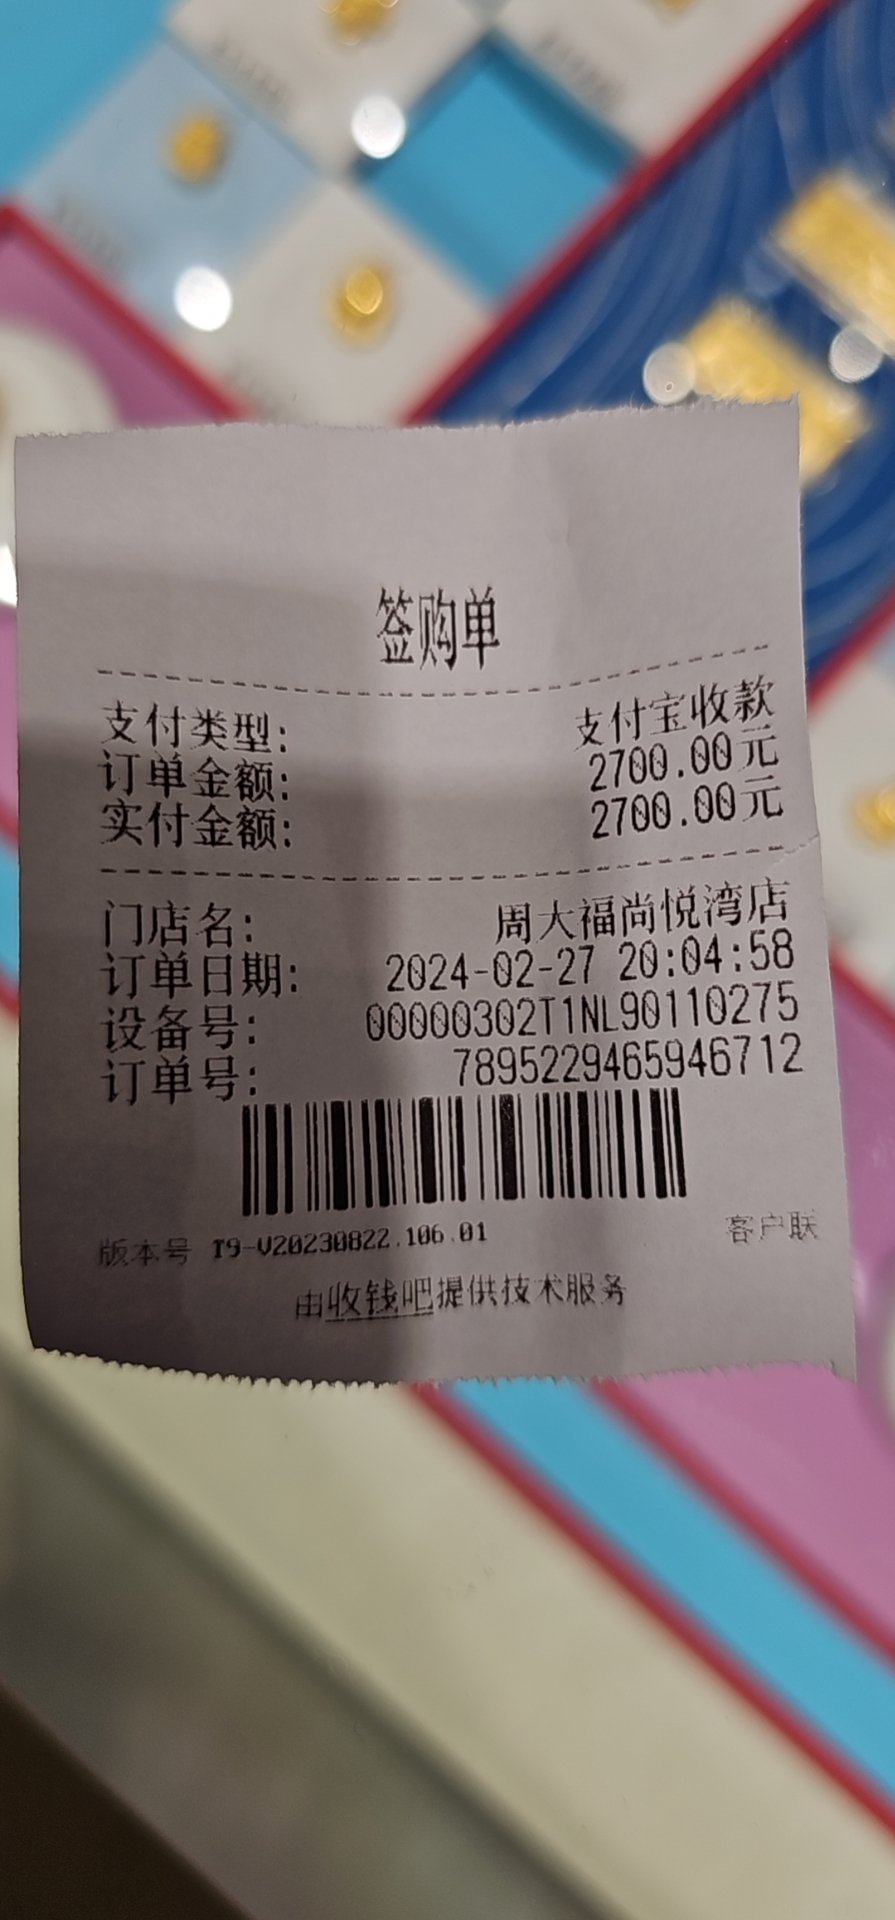 签购单
支付类型: 支付宝收款
订单金额: 2700.00元
实付金额: 2700.00元
门店名: 周大福尚悦湾店
订单日期: 2024-02-27 20:04:58
设备号: 00000302T1NL90110275
订单号: 7895229465946712
版本号 T9-V20230822.106.01 客户联
由收钱吧提供技术服务